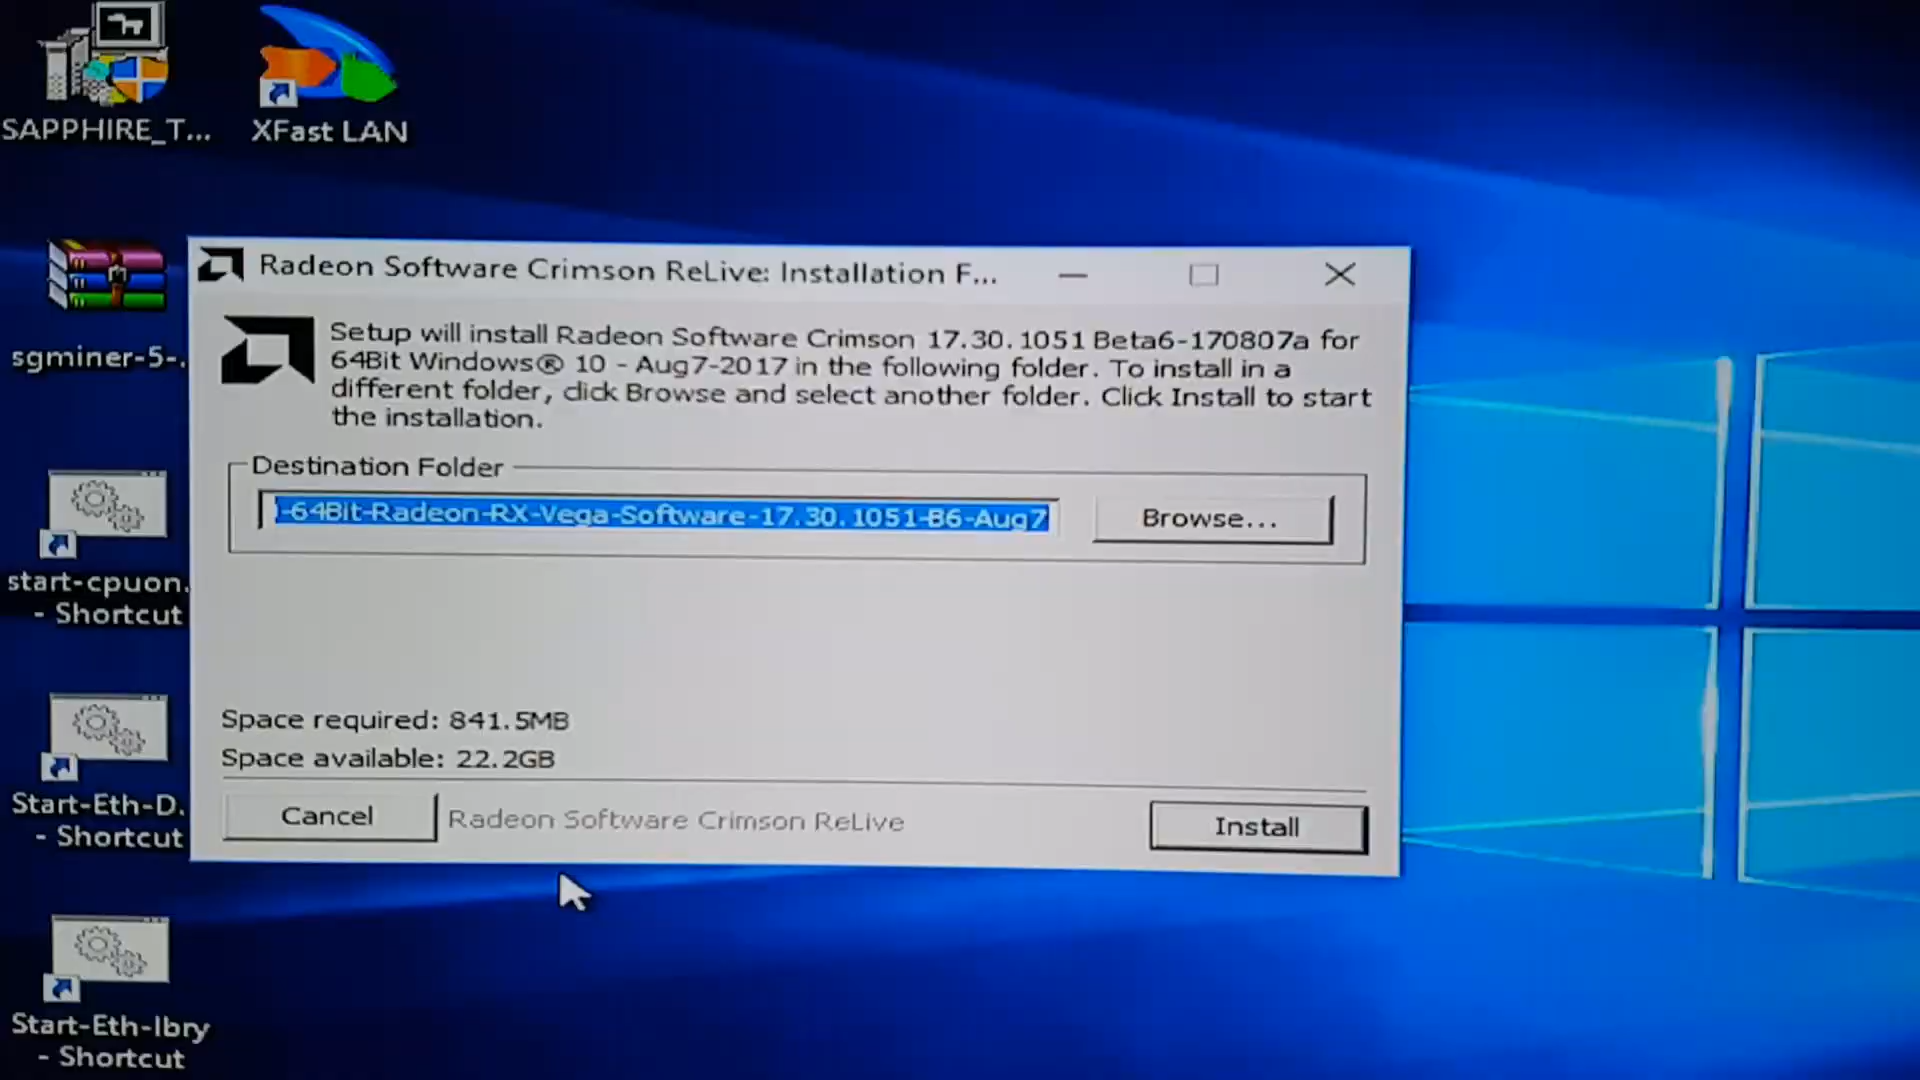 SAPPHIRE_T...
XFast LAN
sgminer-5-.
start-cpuon.
- Shortcut
Start-Eth-D.
- Shortcut
Start-Eth-lbry
- Shortcut
Radeon Software Crimson ReLive: Installation F...
Setup will install Radeon Software Crimson 17.30.1051 Beta6-170807a for
64Bit Windows® 10 - Aug7-2017 in the following folder. To install in a
different folder, click Browse and select another folder. Click Install to start
the installation.
Destination Folder
-64Bit-Radeon-RX-Vega-Software-17.30.1051-B6-Aug7
Browse...
Space required: 841.5MB
Space available: 22.2GB
Cancel
Radeon Software Crimson ReLive
Install